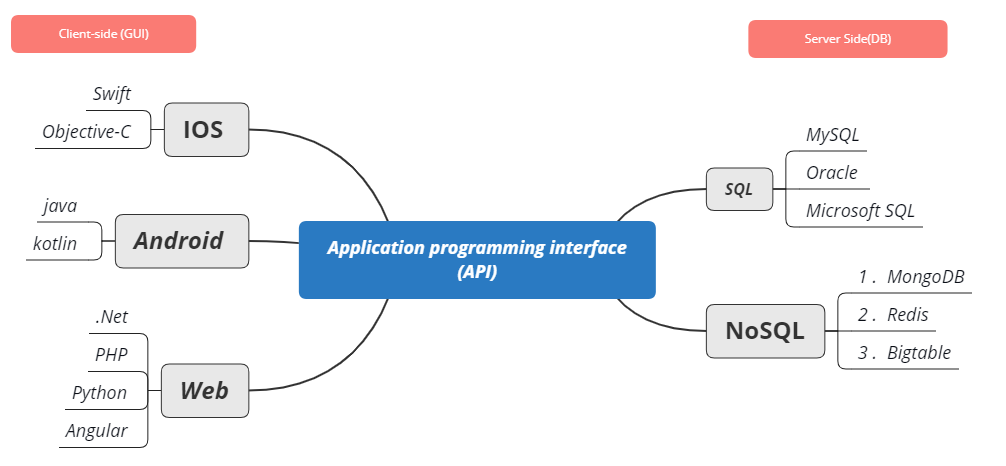 Client-side (GUI)
Server Side(DB)
Swift
Objective-C
IOS
java
kotlin
Android
.Net
PHP
Python
Angular
Web
Application programming interface
(API)
SQL
MySQL
Oracle
Microsoft SQL
NoSQL
1 . MongoDB
2 . Redis
3 . Bigtable